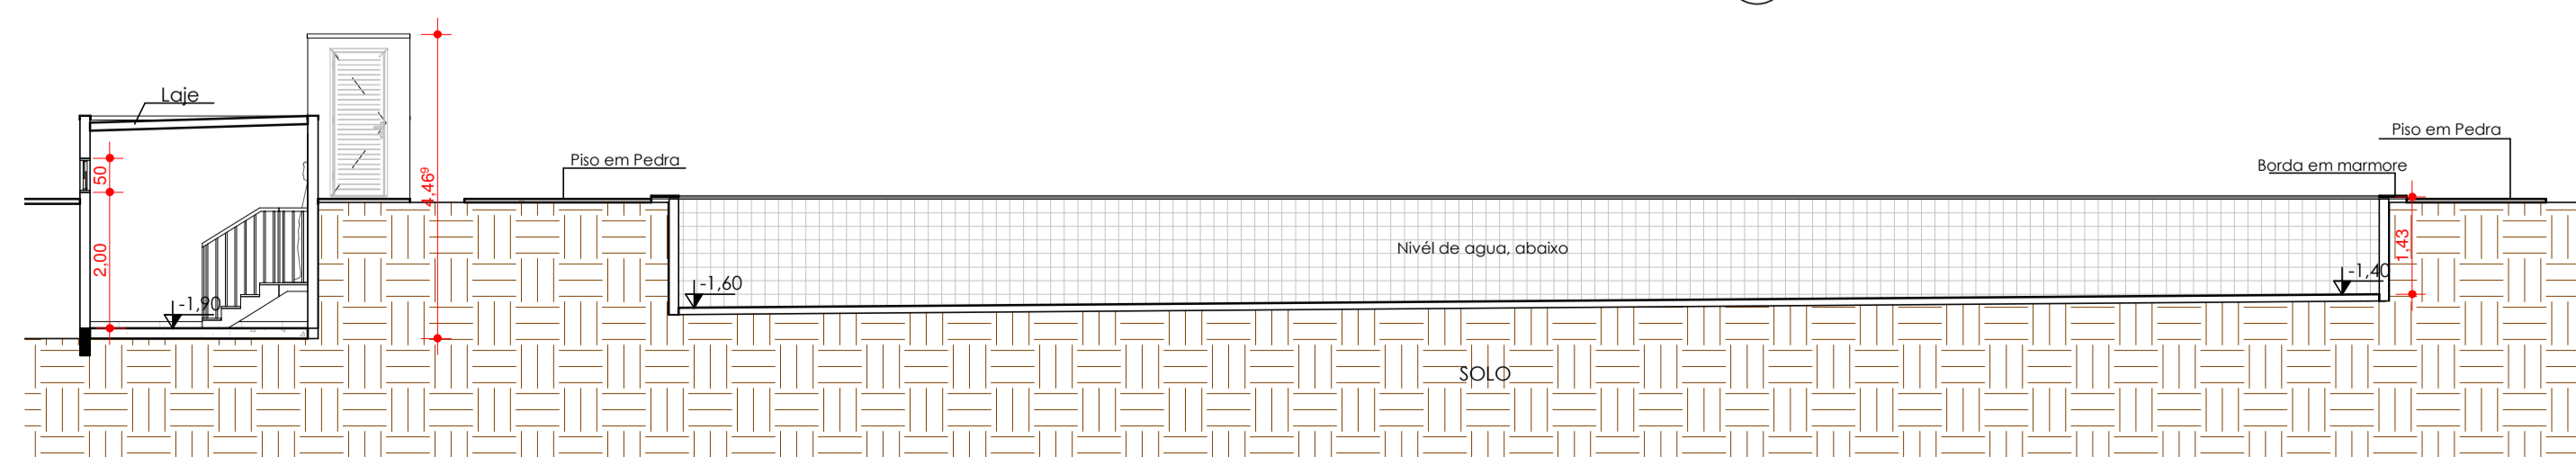 Laje
50
2,00
-1,90
4,46⁹
Piso em Pedra
-1,60
Nivél de agua, abaixo
SOLO
Piso em Pedra
Borda em marmore
1,43
-1,40